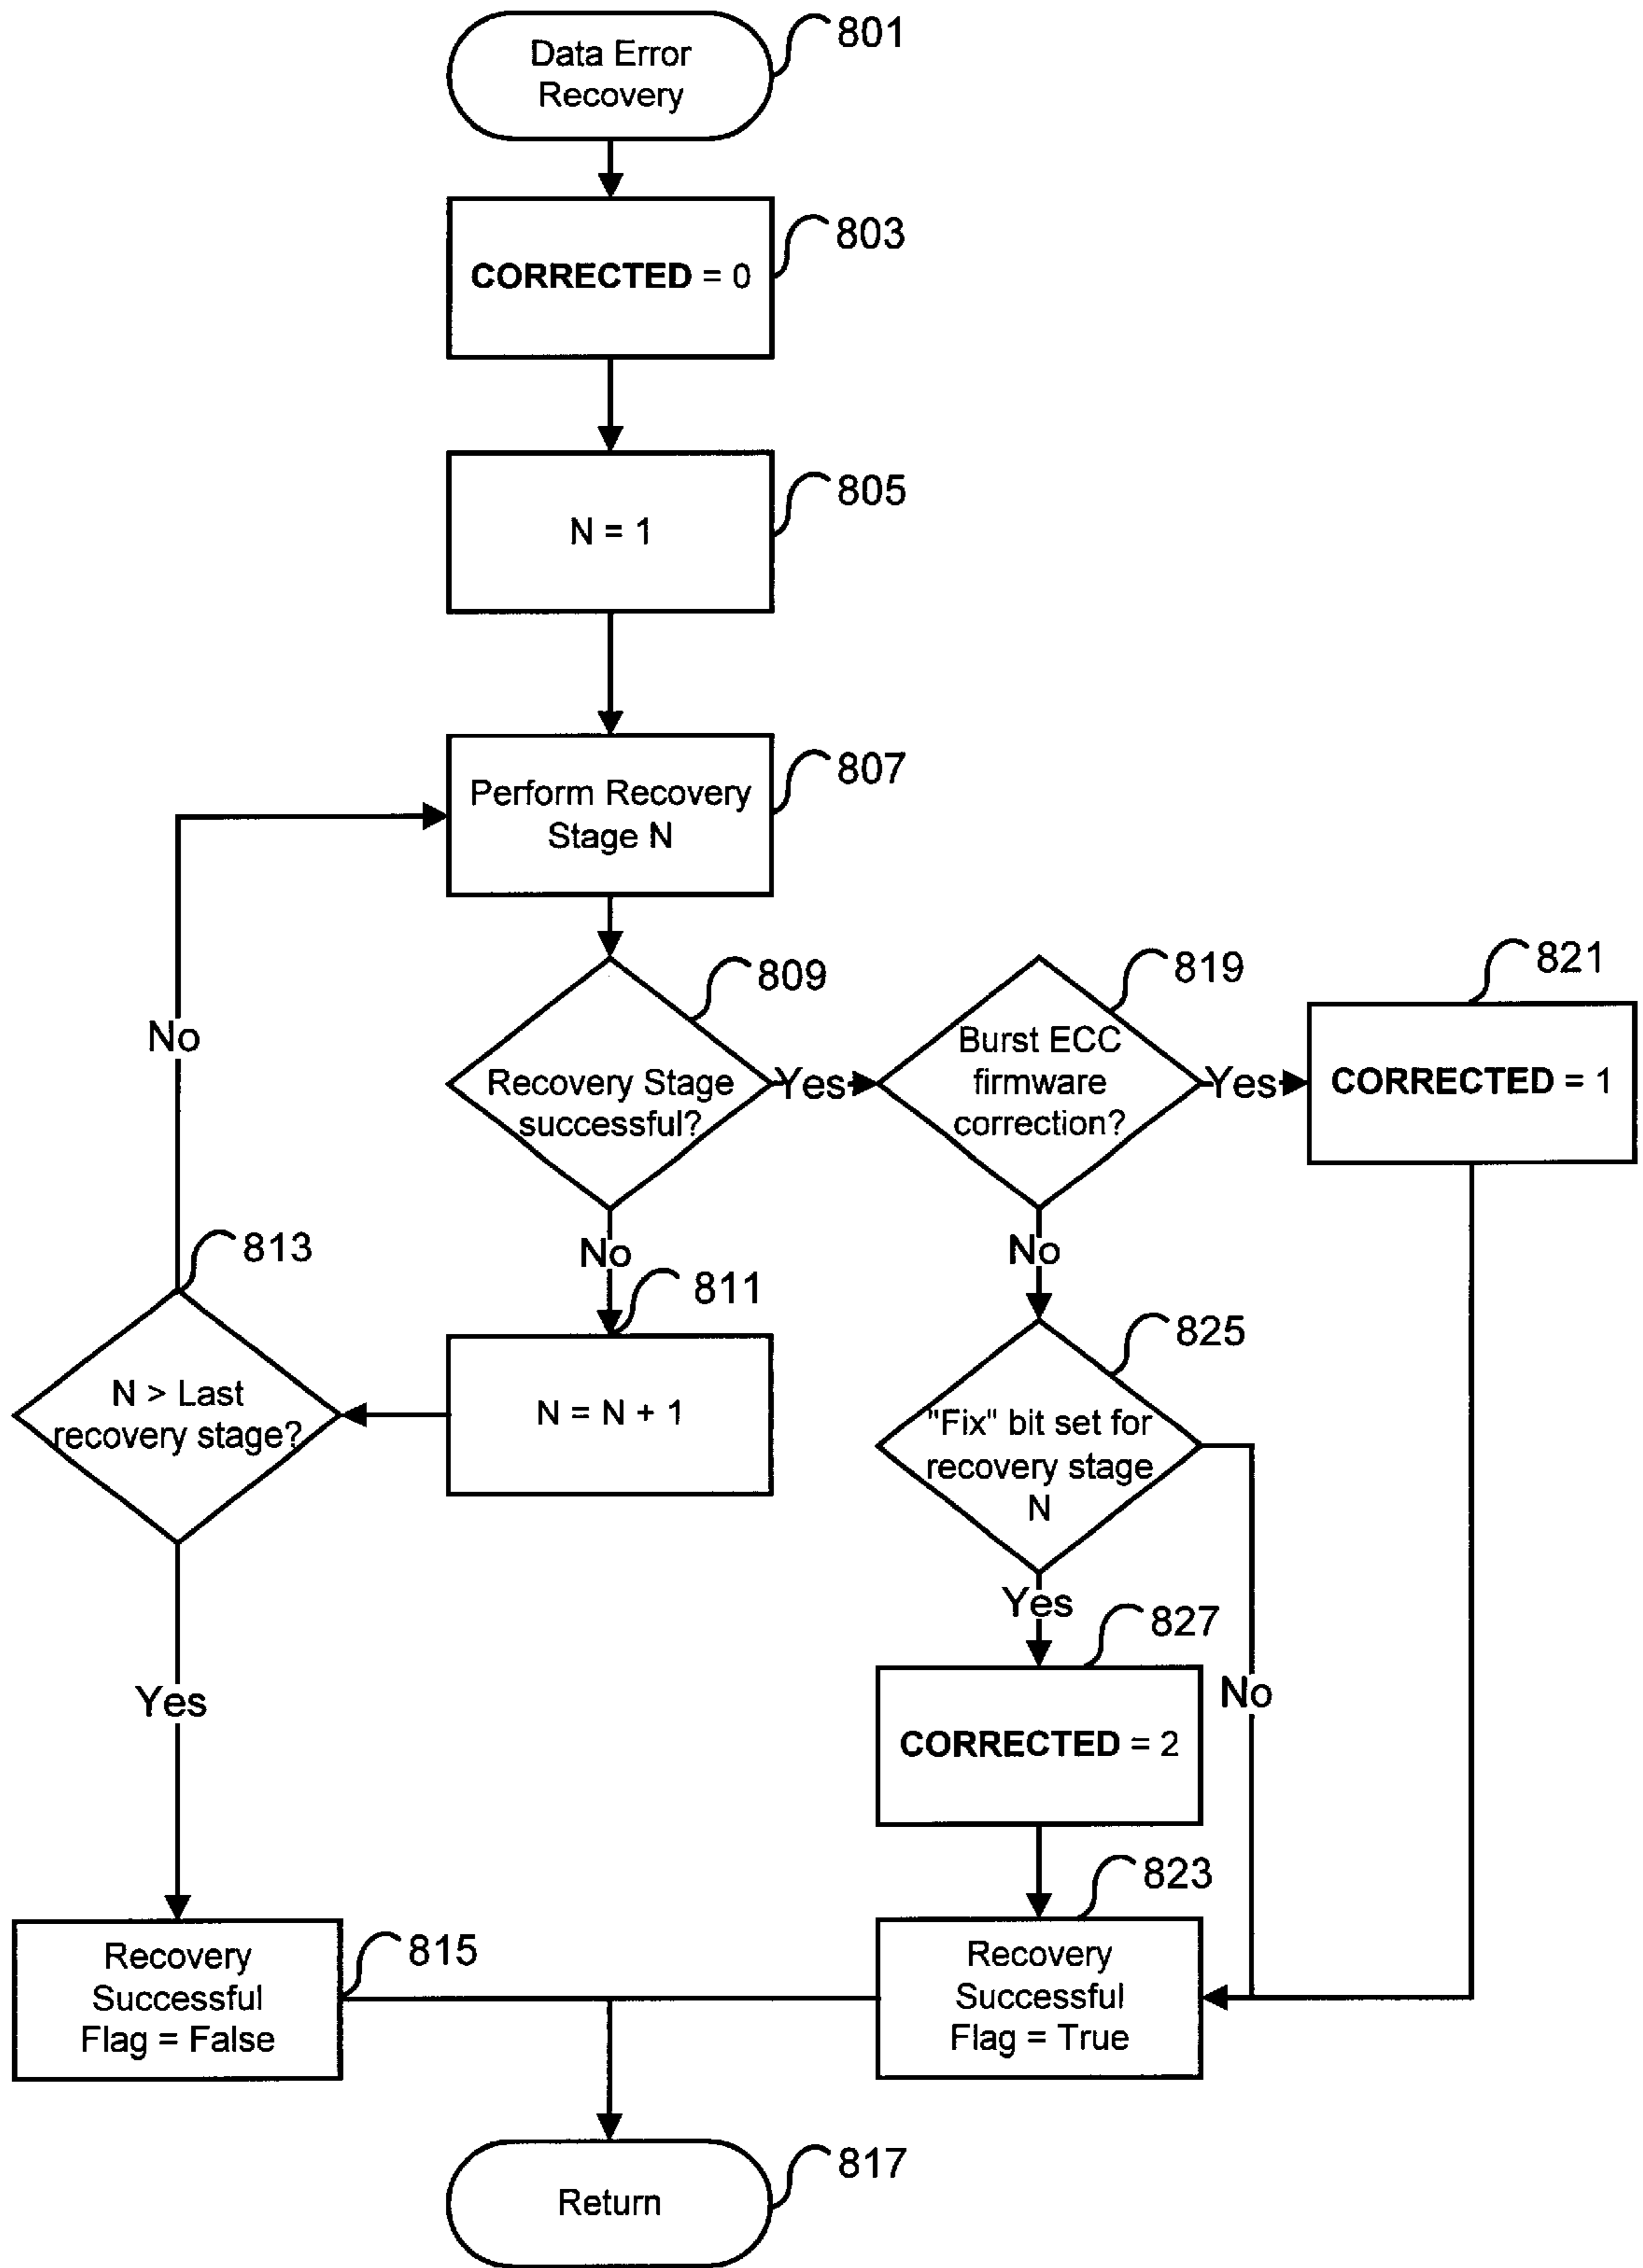 Data Error
Recovery
801
CORRECTED = 0
803
N = 1
805
Perform Recovery
Stage N
807
Recovery Stage
successful?
809
Yes
Burst ECC
firmware
correction?
819
Yes
CORRECTED = 1
821
No
No
No
N > Last
recovery stage?
813
N = N + 1
811
"Fix" bit set for
recovery stage
N
825
Yes
No
Yes
CORRECTED = 2
827
Recovery
Successful
Flag = False
815
Recovery
Successful
Flag = True
823
Return
817